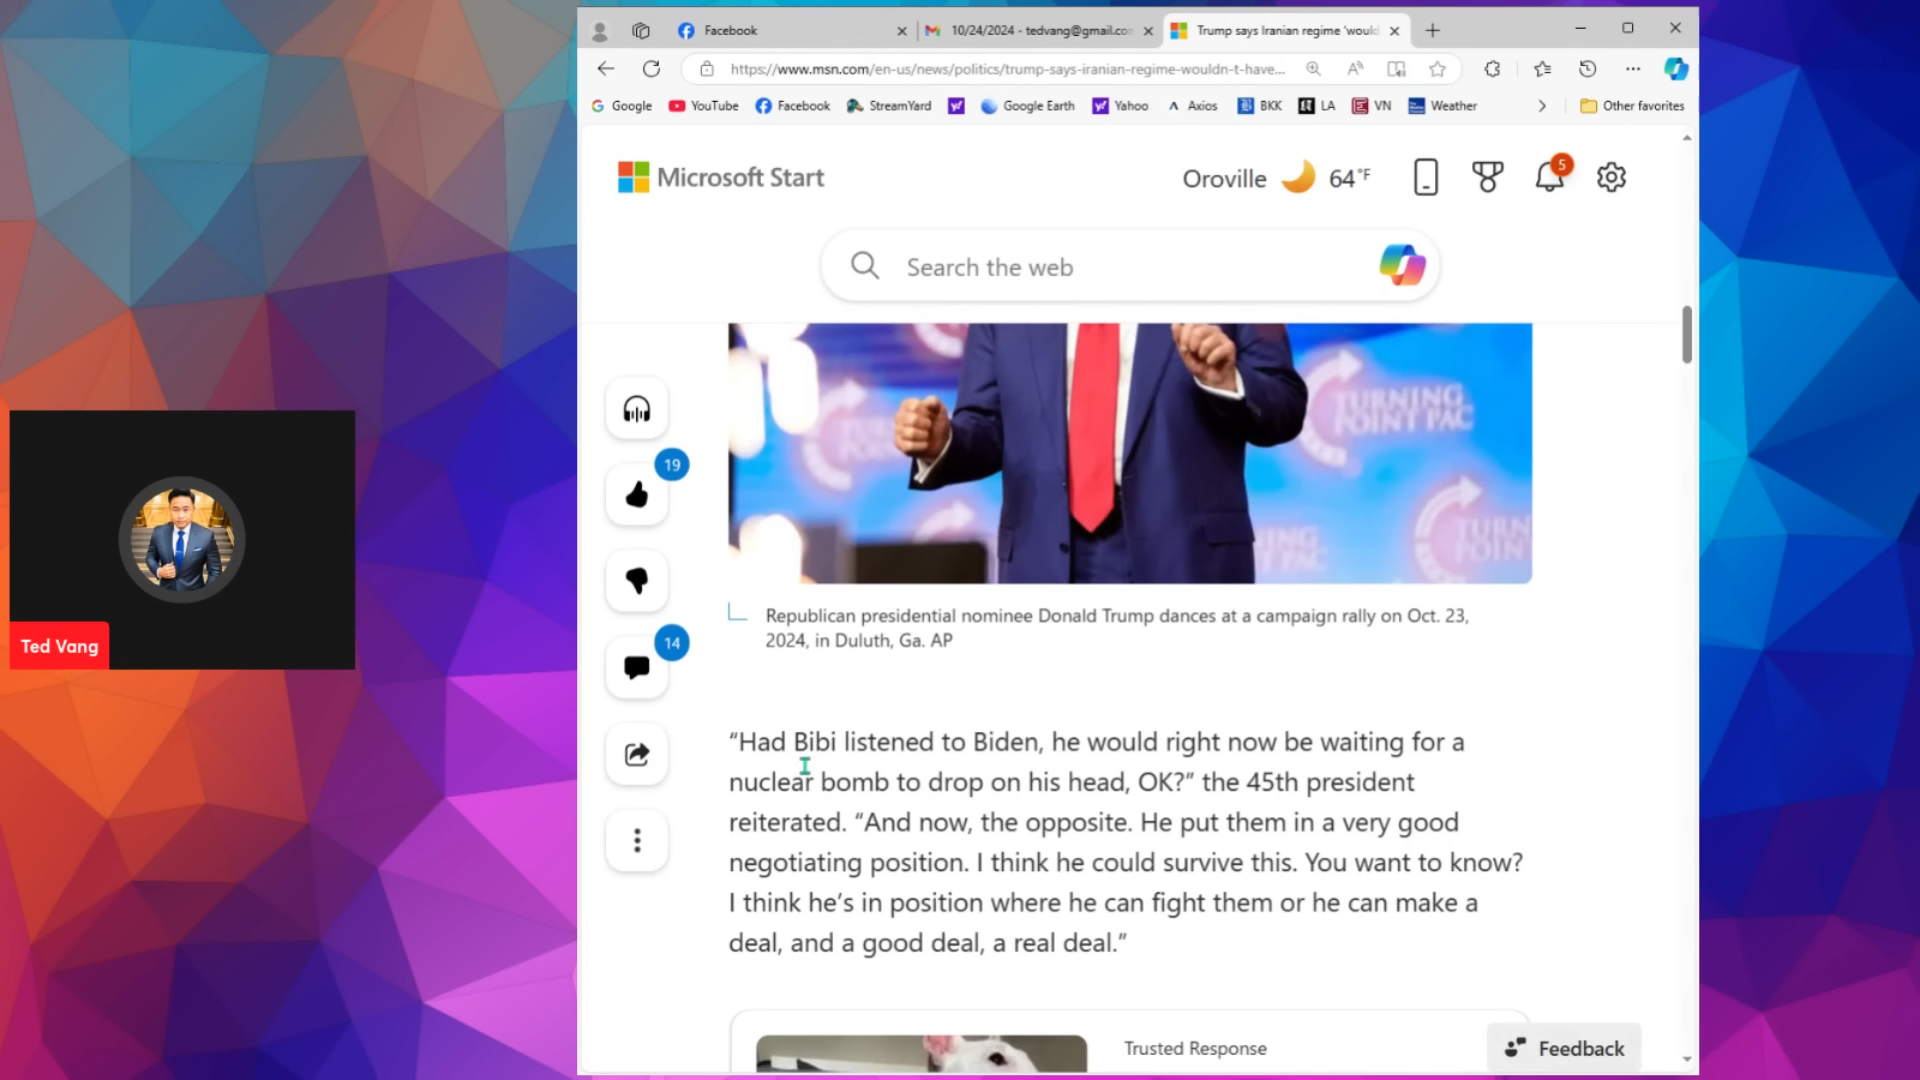 Facebook
10/24/2024 - tedvang@gmail.co
Trump says Iranian regime 'would
https://www.msn.com/en-us/news/politics/trump-says-iranian-regime-wouldn-t-have...
Google
YouTube
Facebook
StreamYard
Google Earth
Yahoo
Axios
BKK
LA
VN
Weather
Other favorites
Microsoft Start
Oroville
64°F
5
Search the web
TURNING
POINT PAC
TURN
POIN
19
14
Ted Vang
Republican presidential nominee Donald Trump dances at a campaign rally on Oct. 23,
2024, in Duluth, Ga. AP
“Had Bibi listened to Biden, he would right now be waiting for a
nuclear bomb to drop on his head, OK?” the 45th president
reiterated. “And now, the opposite. He put them in a very good
negotiating position. I think he could survive this. You want to know?
I think he’s in position where he can fight them or he can make a
deal, and a good deal, a real deal.”
Trusted Response
Feedback